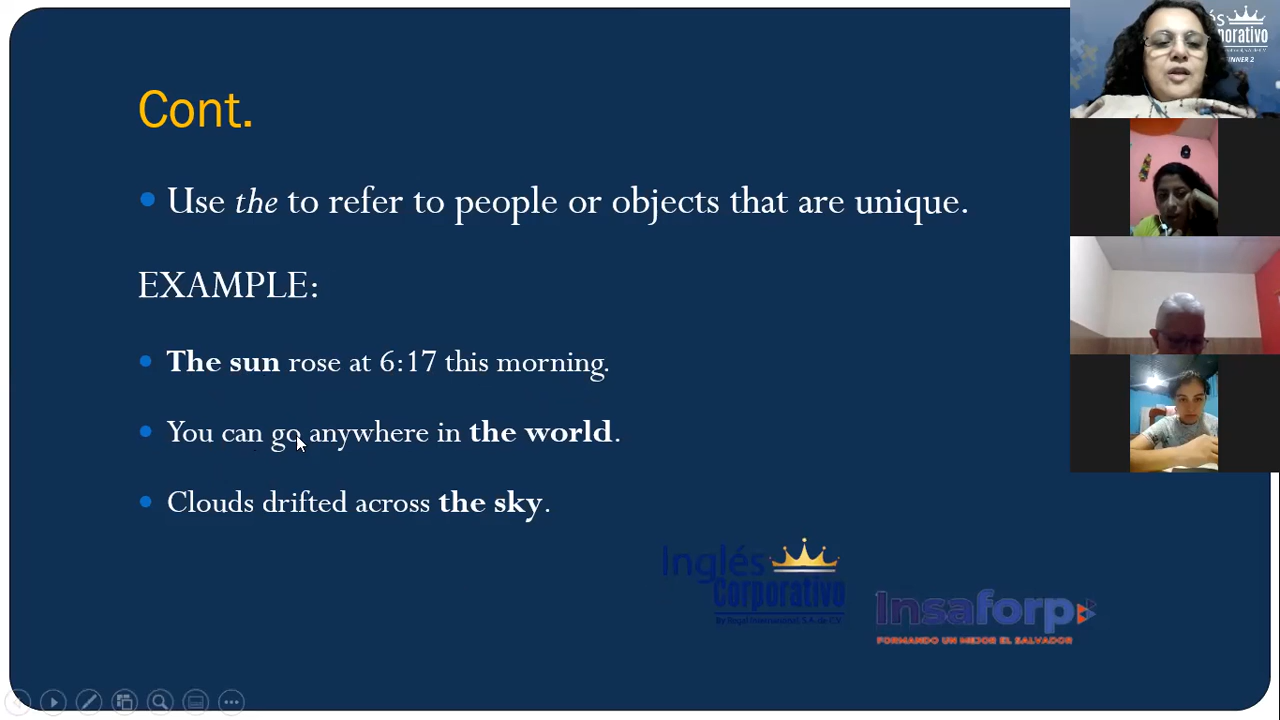 Cont.
Use the to refer to people or objects that are unique.
EXAMPLE:
The sun rose at 6:17 this morning.
You can go anywhere in the world.
Clouds drifted across the sky.
Inglés
Corporativo
By Royal International, S.A. de C.V.
Insaforp
FORMANDO UN MEJOR EL SALVADOR